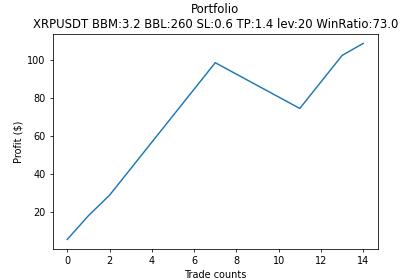 Portfolio
XRPUSDT BBM:3.2 BBL:260 SL:0.6 TP:1.4 lev:20 WinRatio:73.0
100
80
60
40
20
Profit ($)
0 2 4 6 8 10 12 14
Trade counts